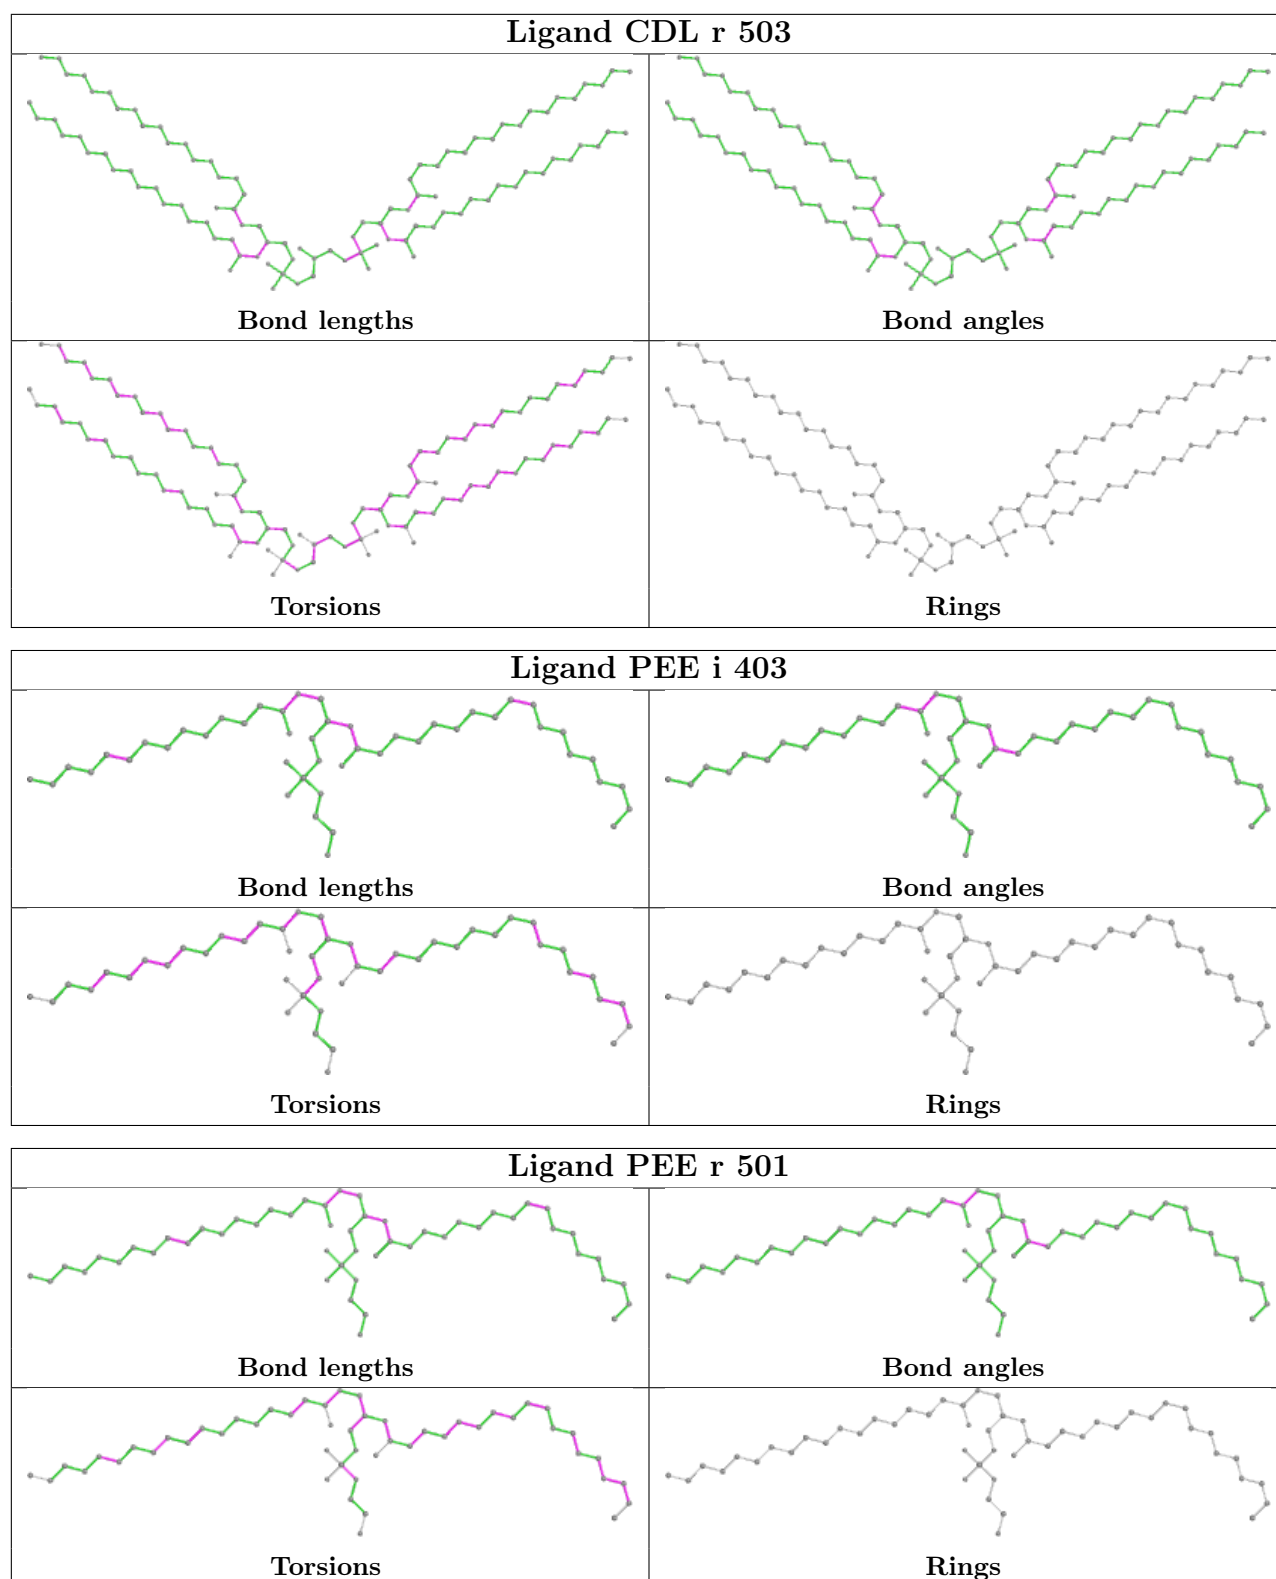 Ligand CDL r 503
Bond lengths
Bond angles
Torsions
Rings
Ligand PEE i 403
Bond lengths
Bond angles
Torsions
Rings
Ligand PEE r 501
Bond lengths
Bond angles
Torsions
Rings